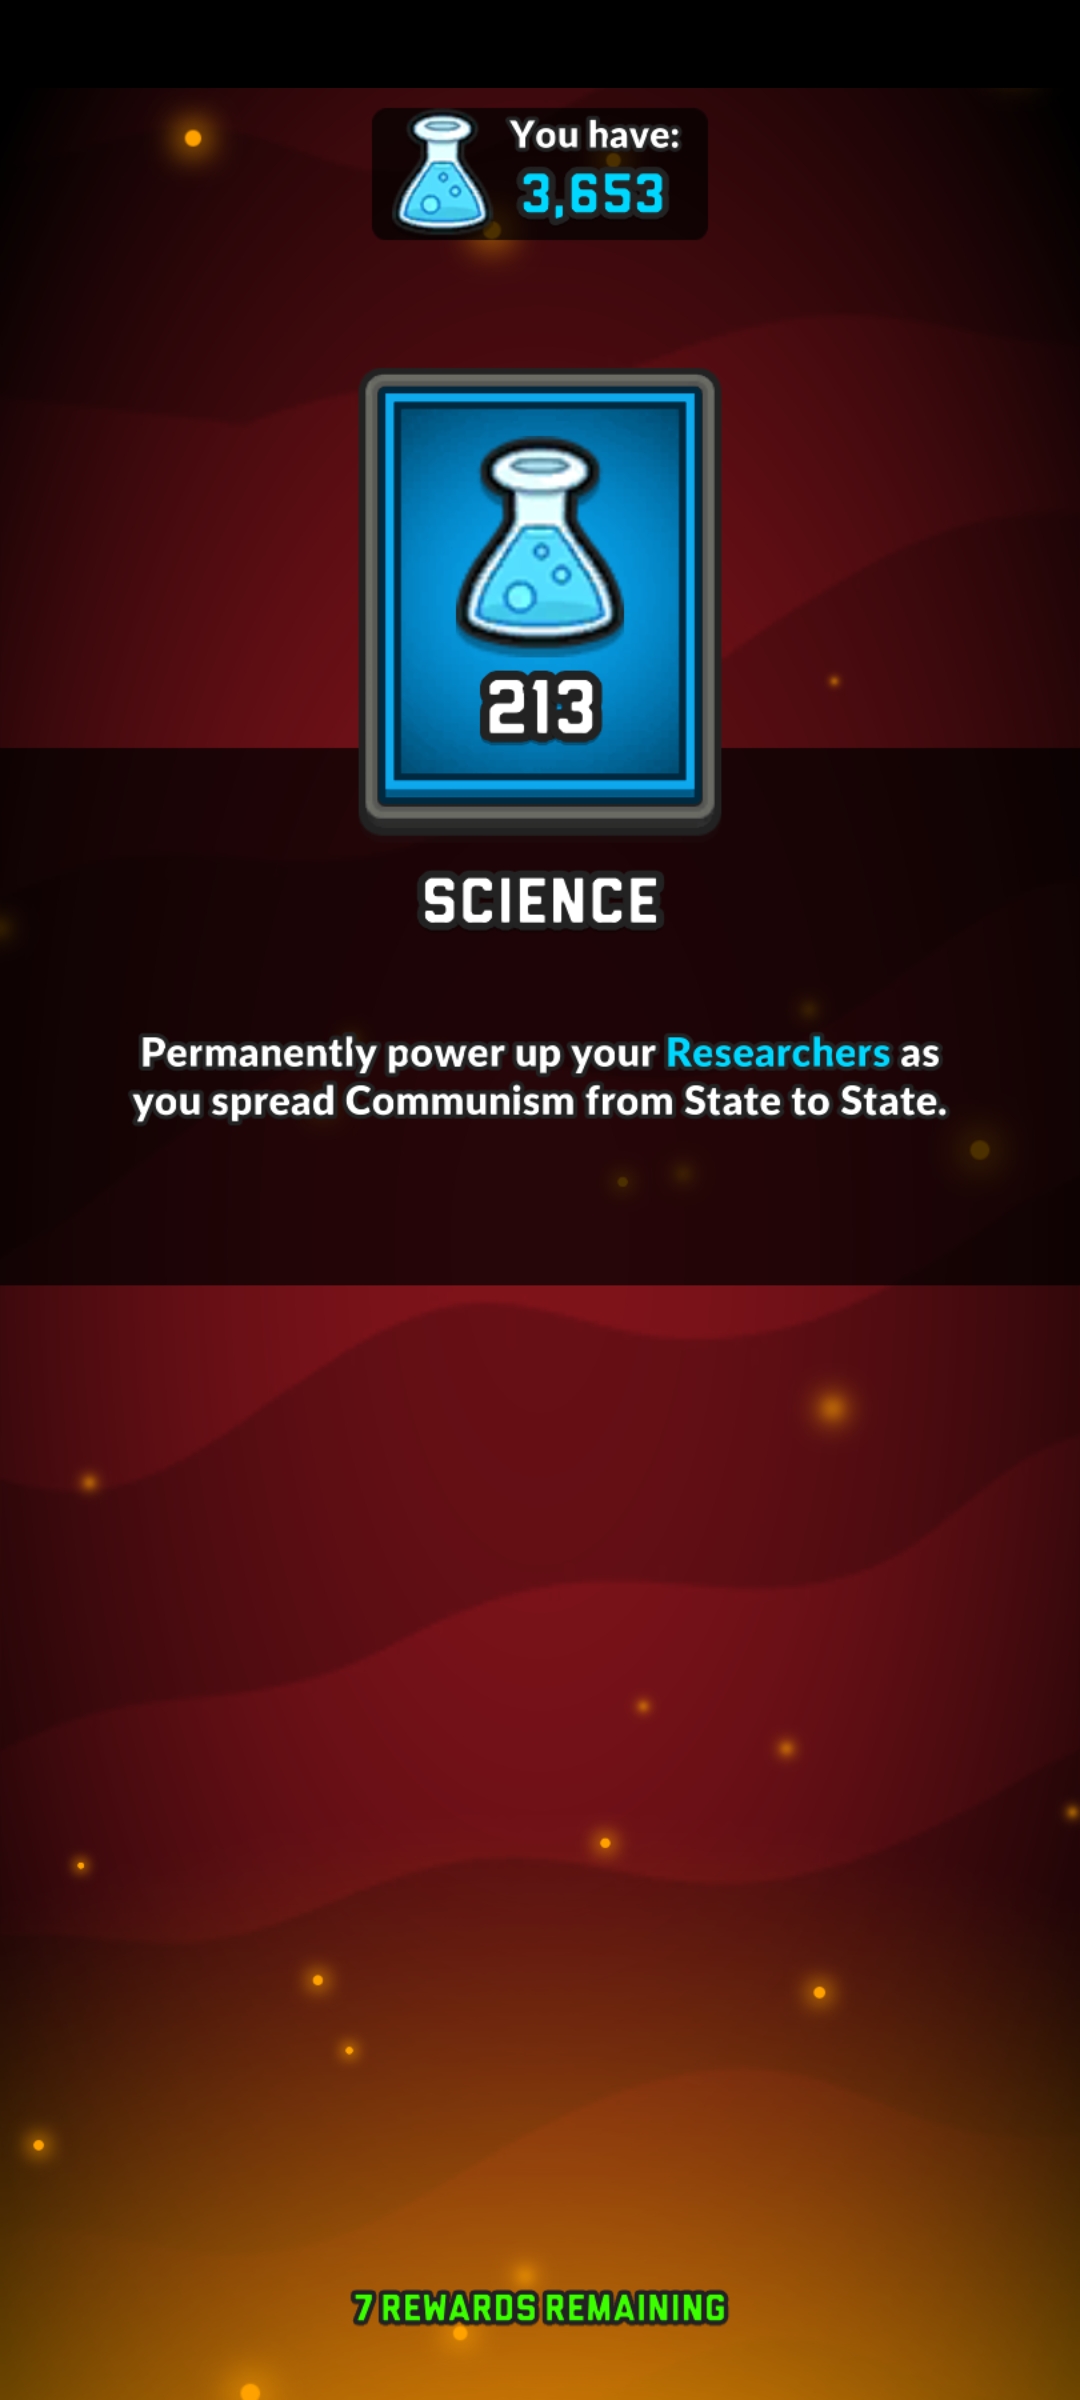 You have:
3,653
213
SCIENCE
Permanently power up your Researchers as
you spread Communism from State to State.
7 REWARDS REMAINING